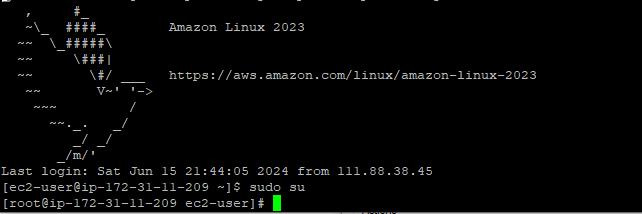 ,     #_
   ~\_  ####_        Amazon Linux 2023
  ~~  \_#####\
  ~~     \###|
  ~~       \#/ ___   https://aws.amazon.com/linux/amazon-linux-2023
   ~~       V~' '->
    ~~~         /
      ~~._.   _/
         _/ _/
       _/m/'
Last login: Sat Jun 15 21:44:05 2024 from 111.88.38.45
[ec2-user@ip-172-31-11-209 ~]$ sudo su
[root@ip-172-31-11-209 ec2-user]#